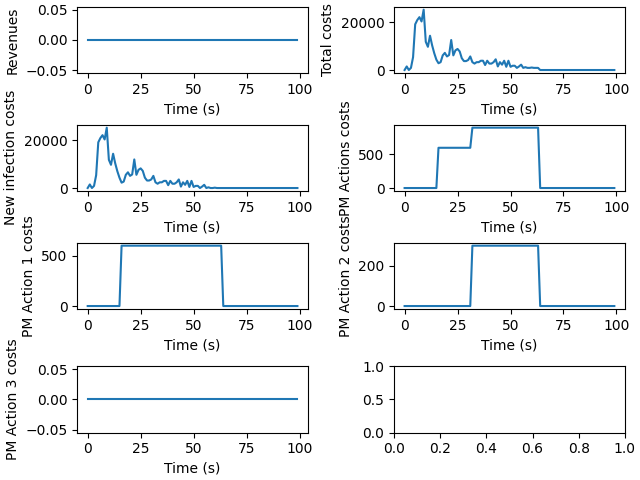 Revenues
0.05
0.00
−0.05
0 25 50 75 100
Time (s)
Total costs
20000
0
0 25 50 75 100
Time (s)
New infection costs
20000
0
0 25 50 75 100
Time (s)
PM Actions costs
500
0
0 25 50 75 100
Time (s)
PM Action 1 costs
500
0
0 25 50 75 100
Time (s)
PM Action 2 costs
200
0
0 25 50 75 100
Time (s)
PM Action 3 costs
0.05
0.00
−0.05
0 25 50 75 100
Time (s)
1.0
0.5
0.0
0.0 0.2 0.4 0.6 0.8 1.0